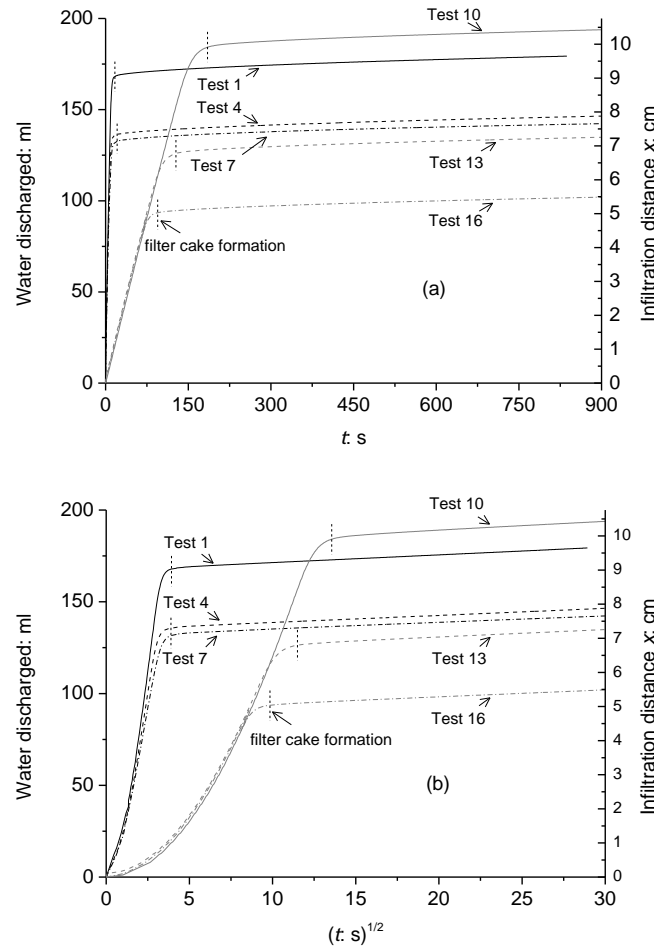 200
150
100
50
0
Water discharged: ml
Test 10
Test 1
Test 4
Test 7
Test 13
Test 16
filter cake formation
(a)
10
9
8
7
6
5
4
3
2
1
0
Infiltration distance x: cm
0 150 300 450 600 750 900
t: s
200
150
100
50
0
Water discharged: ml
Test 10
Test 1
Test 4
Test 7
Test 13
Test 16
filter cake formation
(b)
10
9
8
7
6
5
4
3
2
1
0
Infiltration distance x: cm
0 5 10 15 20 25 30
(t: s)^1/2